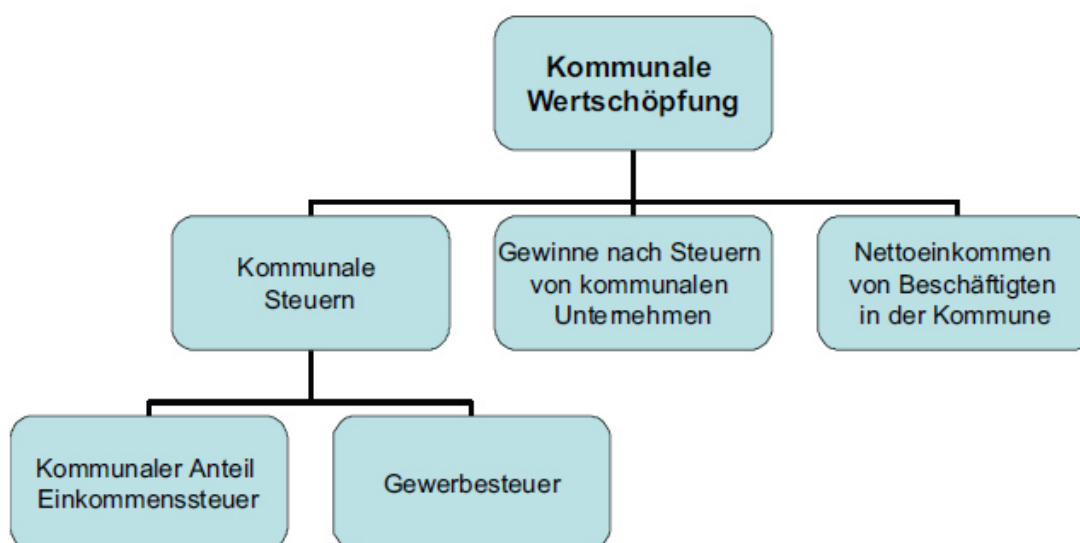 Kommunale
Wertschöpfung
Kommunale
Steuern
Gewinne nach Steuern
von kommunalen
Unternehmen
Nettoeinkommen
von Beschäftigten
in der Kommune
Kommunaler Anteil
Einkommenssteuer
Gewerbesteuer